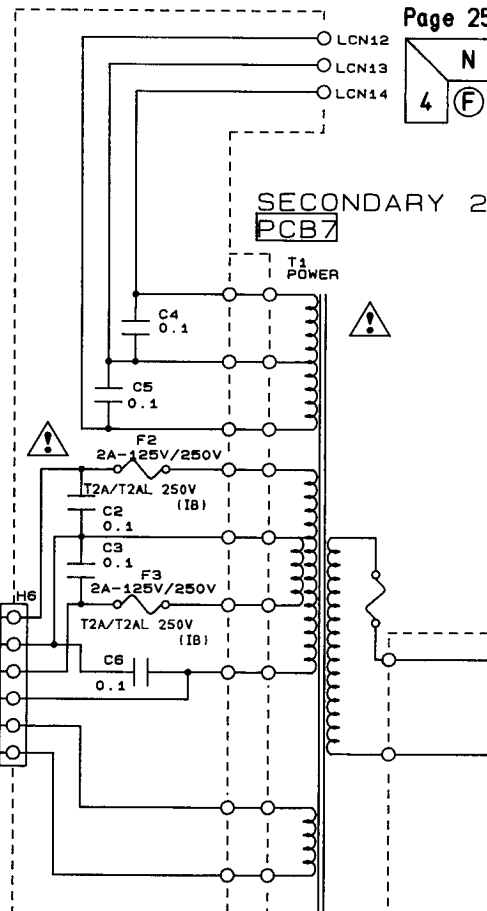 Page 25
LCN12
LCN13
LCN14
N
4 F
SECONDARY 2
PCB7
T1
POWER
C4
0.1
C5
0.1
F2
2A-125V/250V
T2A/T2AL 250V
(IB)
C2
0.1
C3
0.1
F3
2A-125V/250V
T2A/T2AL 250V
(IB)
H6
C6
0.1